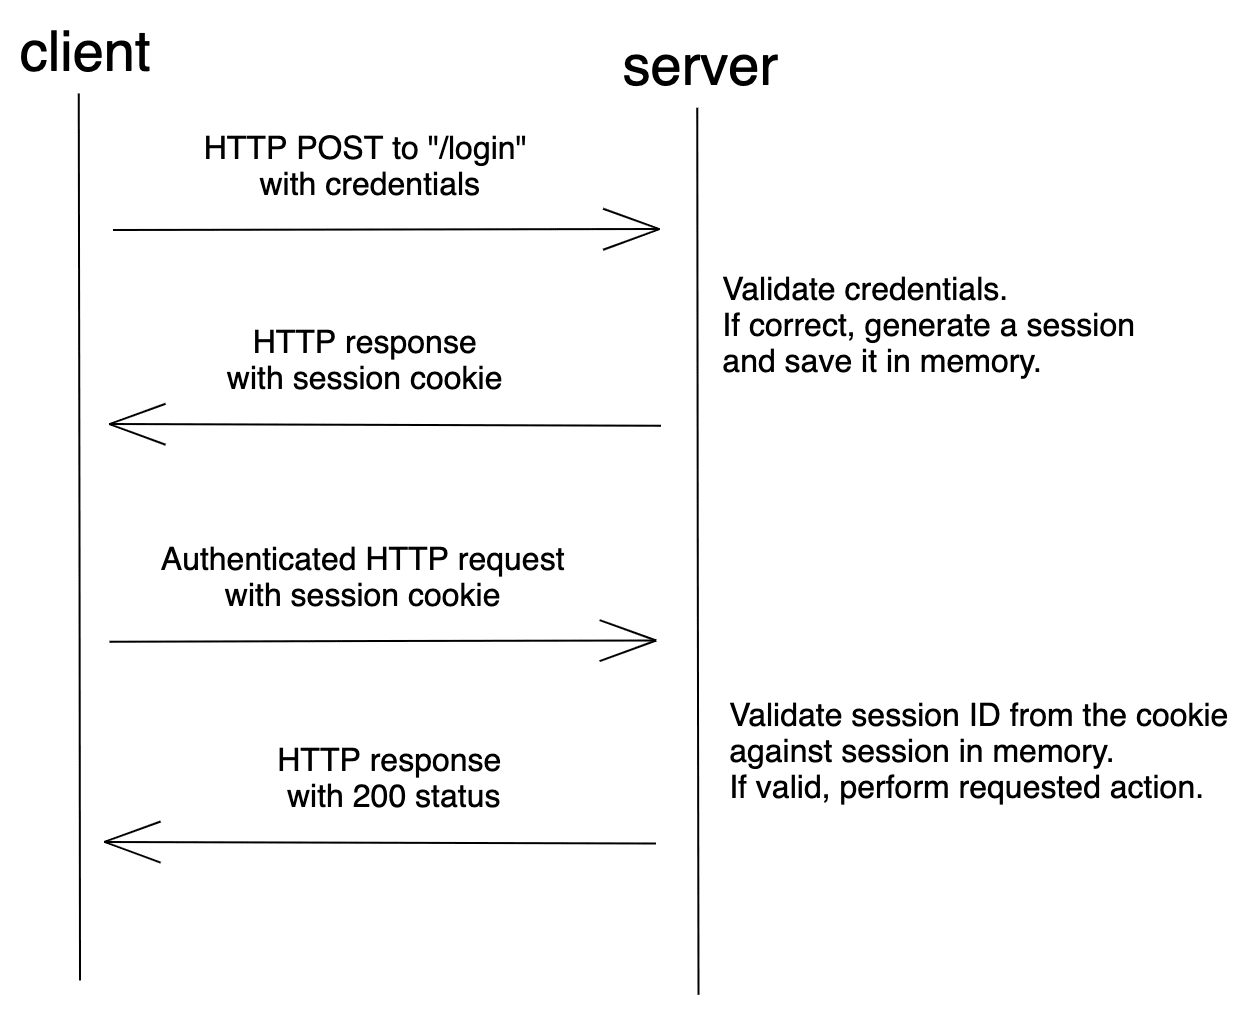 client
server
HTTP POST to "/login"
with credentials
Validate credentials.
If correct, generate a session
and save it in memory.
HTTP response
with session cookie
Authenticated HTTP request
with session cookie
Validate session ID from the cookie
against session in memory.
If valid, perform requested action.
HTTP response
with 200 status